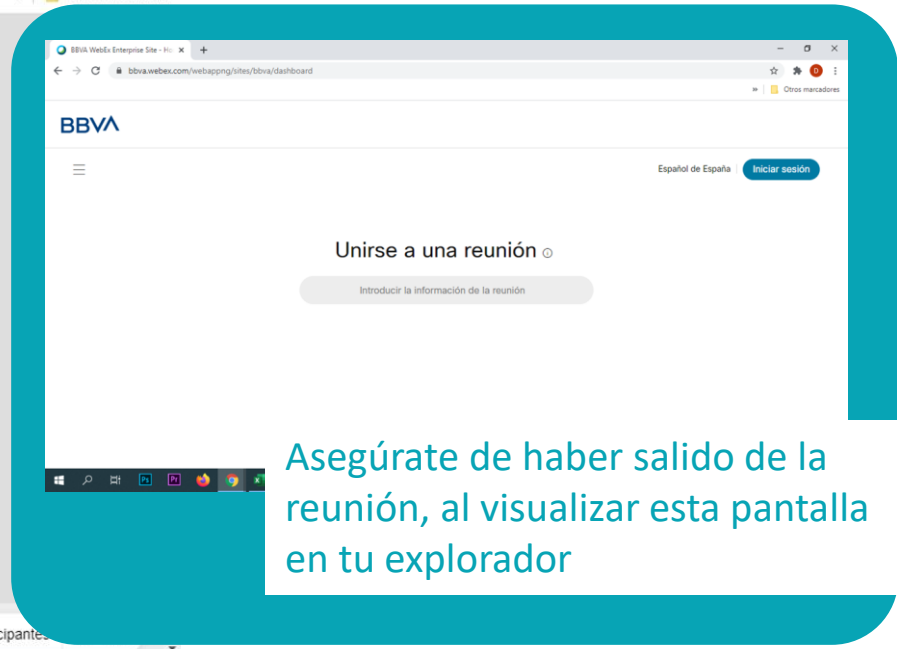 BBVA WebEx Enterprise Site - Ho
bbva.webex.com/webappng/sites/bbva/dashboard
D
Otros marcadores
BBVA
Español de España
Iniciar sesión
Unirse a una reunión
Introducir la información de la reunión
Ps
Pr
Asegúrate de haber salido de la
reunión, al visualizar esta pantalla
en tu explorador